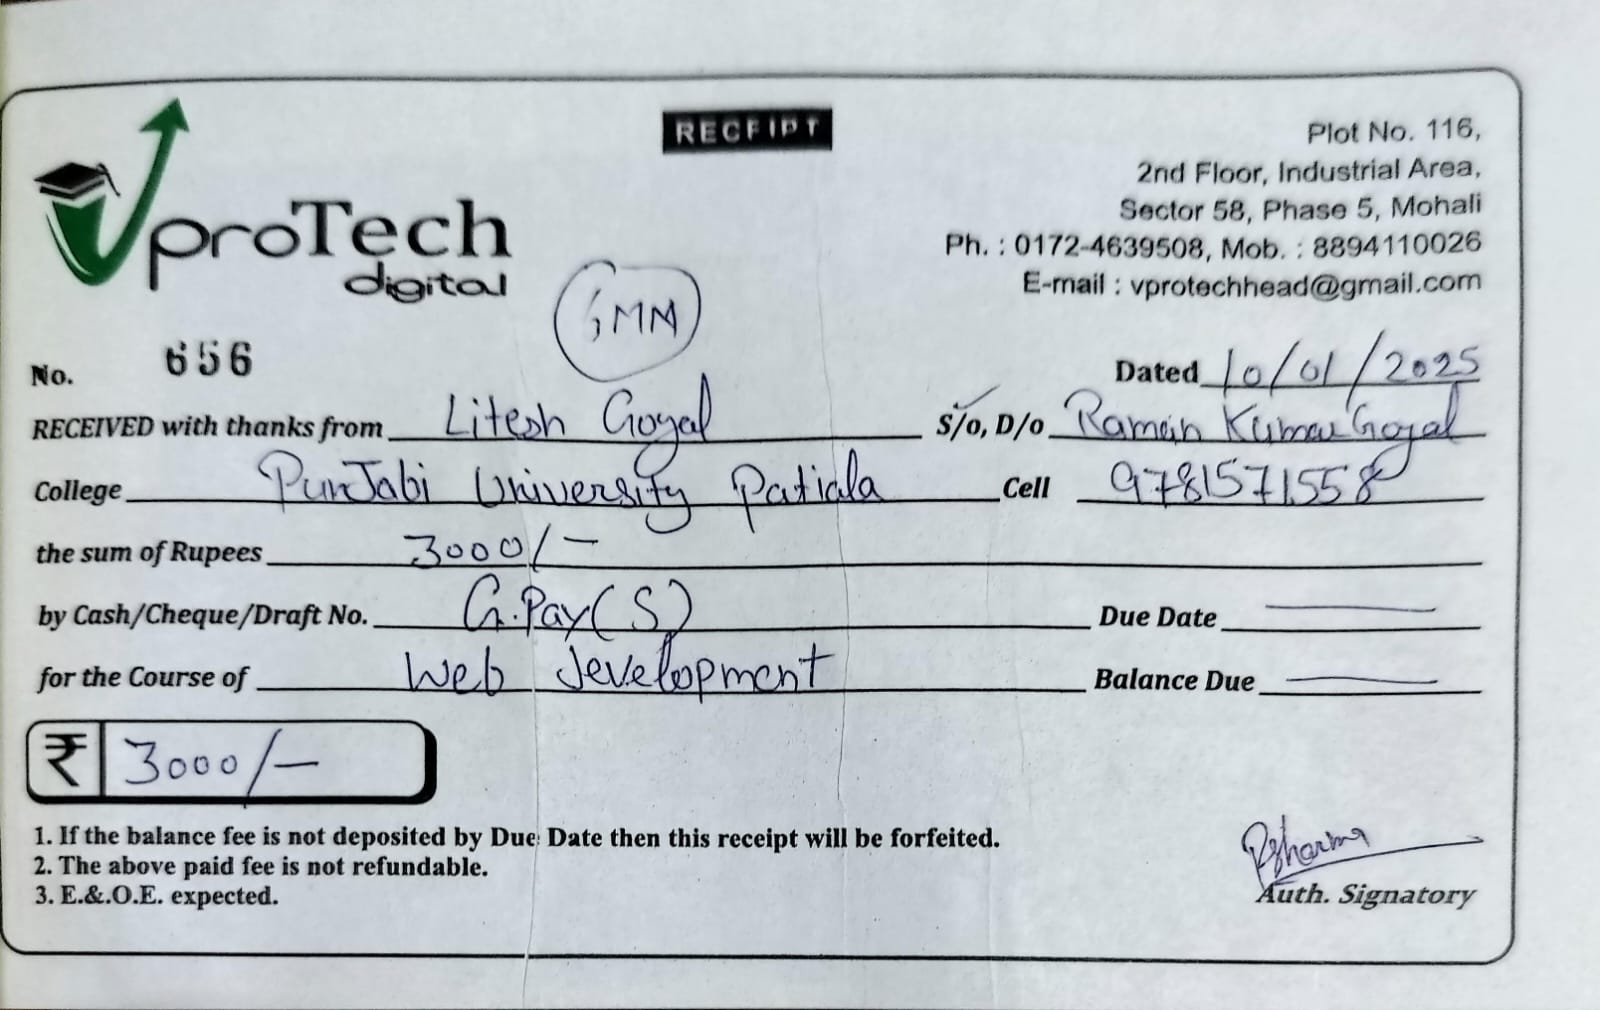 RECEIPT
VproTech
digital
Plot No. 116,
2nd Floor, Industrial Area,
Sector 58, Phase 5, Mohali
Ph. : 0172-4639508, Mob. : 8894110026
E-mail : vprotechhead@gmail.com
6MM
No. 656 Dated 10/01/2025
RECEIVED with thanks from Litesh Goyal S/o, D/o Raman Kumar Goyal
College PunJabi University Patiala Cell 9781571558
the sum of Rupees 3000/-
by Cash/Cheque/Draft No. G.Pay(S) Due Date —
for the Course of Web Development Balance Due —
₹ 3000/-
1. If the balance fee is not deposited by Due Date then this receipt will be forfeited.
2. The above paid fee is not refundable.
3. E.&.O.E. expected.
RSharma
Auth. Signatory